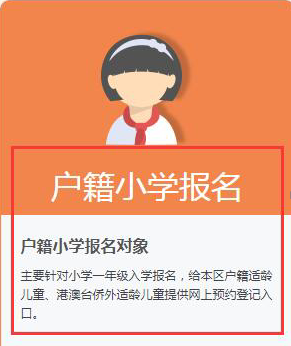 户籍小学报名
户籍小学报名对象
主要针对小学一年级入学报名，给本区户籍适龄
儿童、港澳台侨外适龄儿童提供网上预约登记入
口。